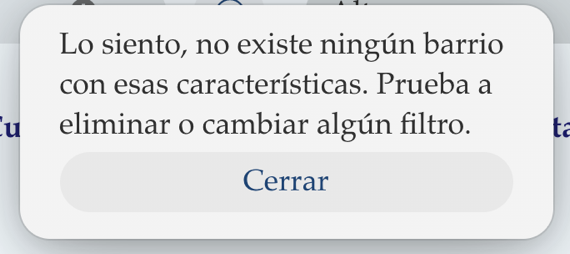 Lo siento, no existe ningún barrio
con esas características. Prueba a
eliminar o cambiar algún filtro.
Cerrar